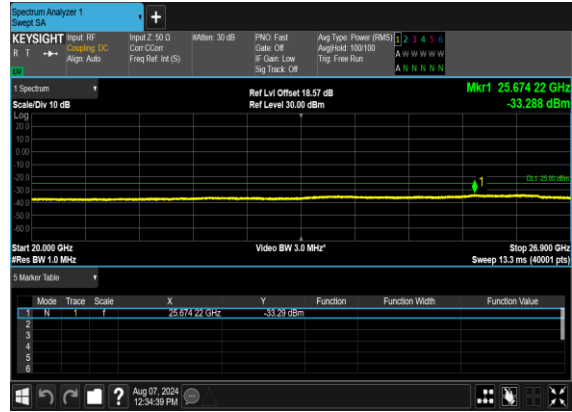 Spectrum Analyzer 1
Swept SA
+
KEYSIGHT Input: RF Input Z: 50 Ω #Atten: 30 dB PNO: Fast Avg Type: Power (RMS) 1 2 3 4 5 6
R T Coupling: DC Corr CCorr Gate: Off Avg|Hold: 100/100 A W W W W W
Align: Auto Freq Ref: Int (S) IF Gain: Low Trig: Free Run
Sig Track: Off A N N N N N
1 Spectrum Ref Lvl Offset 18.57 dB Mkr1 25.674 22 GHz
Scale/Div 10 dB Ref Level 30.00 dBm -33.288 dBm
Log
20.0
10.0
0.00
-10.0
1
-20.0 DL1 -25.00 dBm
-30.0
-40.0
-50.0
-60.0
Start 20.000 GHz Video BW 3.0 MHz* Stop 26.900 GHz
#Res BW 1.0 MHz Sweep 13.3 ms (40001 pts)
5 Marker Table
Mode Trace Scale X Y Function Function Width Function Value
1 N 1 f 25.674 22 GHz -33.29 dBm
2
3
4
5
6
? Aug 07, 2024
12:34:39 PM